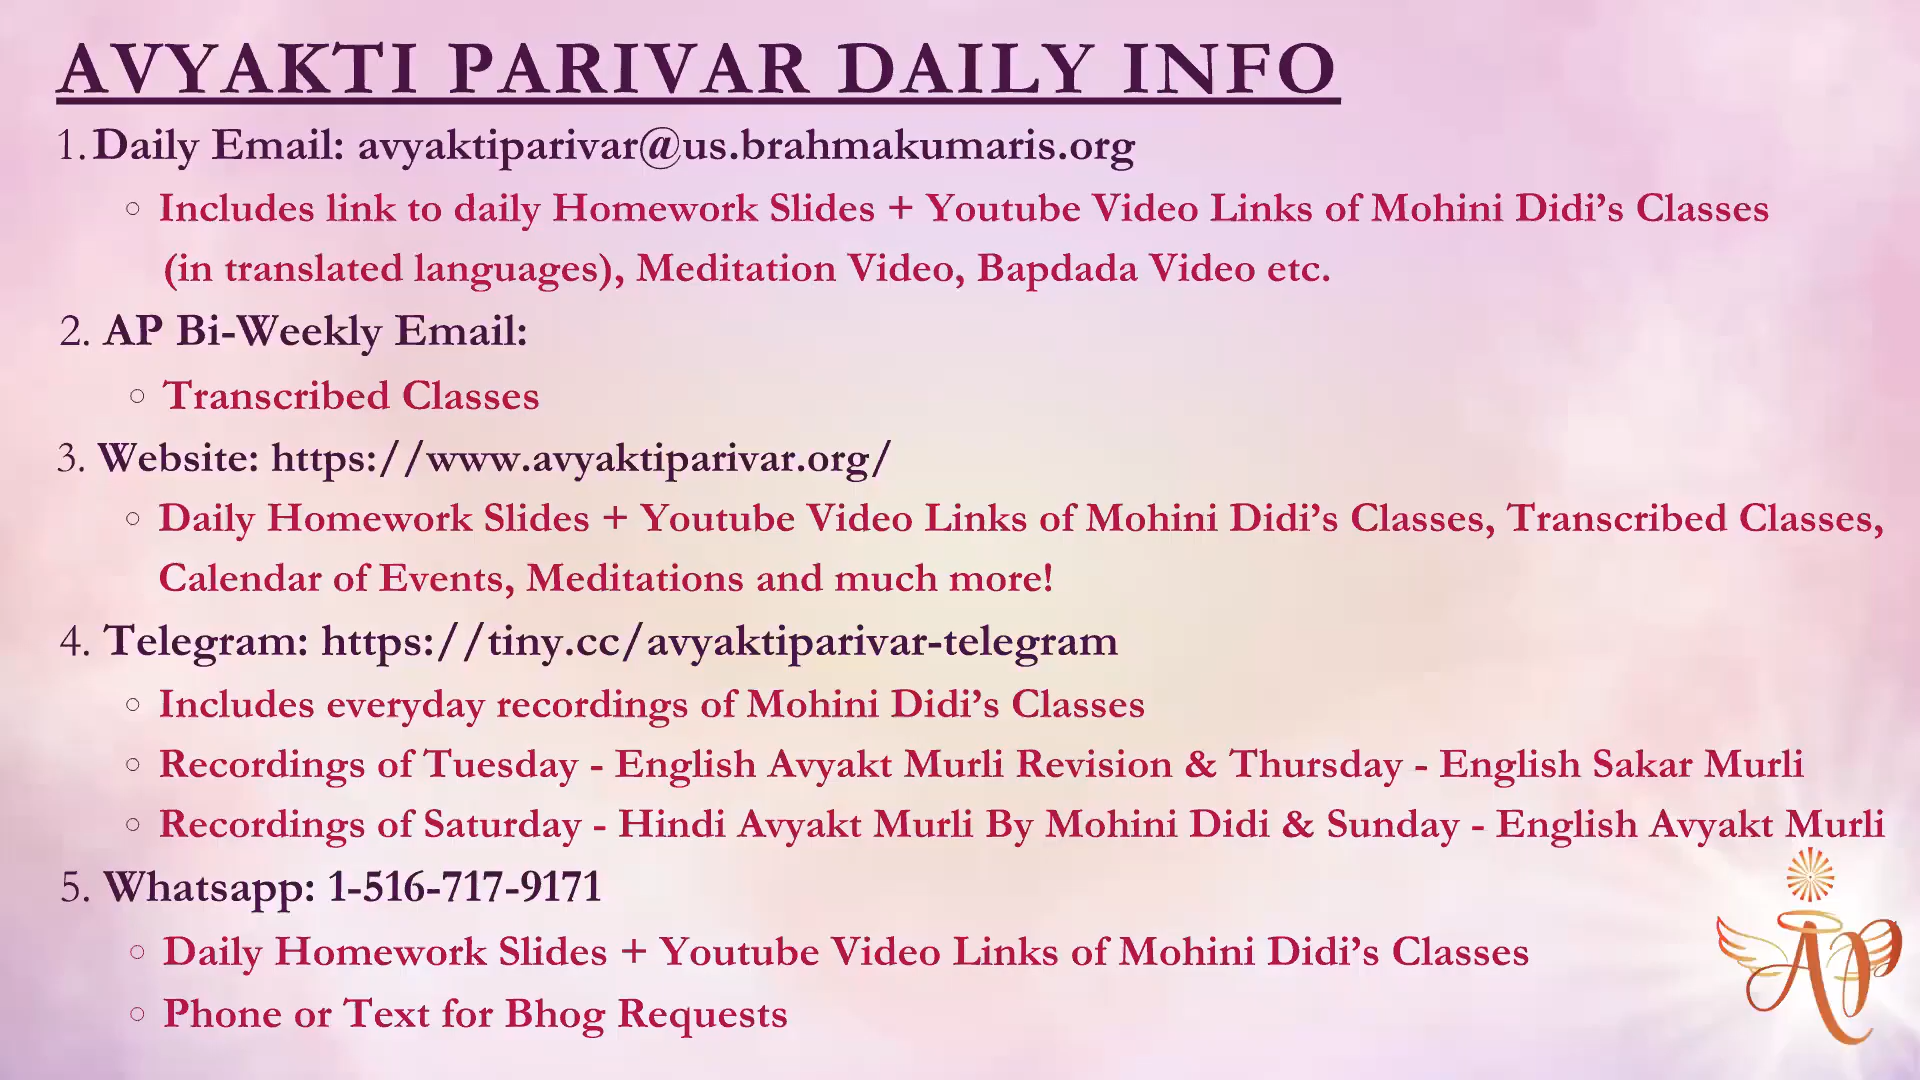 AVYAKTI PARIVAR DAILY INFO
1. Daily Email: avyaktiparivar@us.brahmakumaris.org
○ Includes link to daily Homework Slides + Youtube Video Links of Mohini Didi’s Classes
(in translated languages), Meditation Video, Bapdada Video etc.
2. AP Bi-Weekly Email:
○ Transcribed Classes
3. Website: https://www.avyaktiparivar.org/
○ Daily Homework Slides + Youtube Video Links of Mohini Didi’s Classes, Transcribed Classes,
Calendar of Events, Meditations and much more!
4. Telegram: https://tiny.cc/avyaktiparivar-telegram
○ Includes everyday recordings of Mohini Didi’s Classes
○ Recordings of Tuesday - English Avyakt Murli Revision & Thursday - English Sakar Murli
○ Recordings of Saturday - Hindi Avyakt Murli By Mohini Didi & Sunday - English Avyakt Murli
5. Whatsapp: 1-516-717-9171
○ Daily Homework Slides + Youtube Video Links of Mohini Didi’s Classes
○ Phone or Text for Bhog Requests
AP